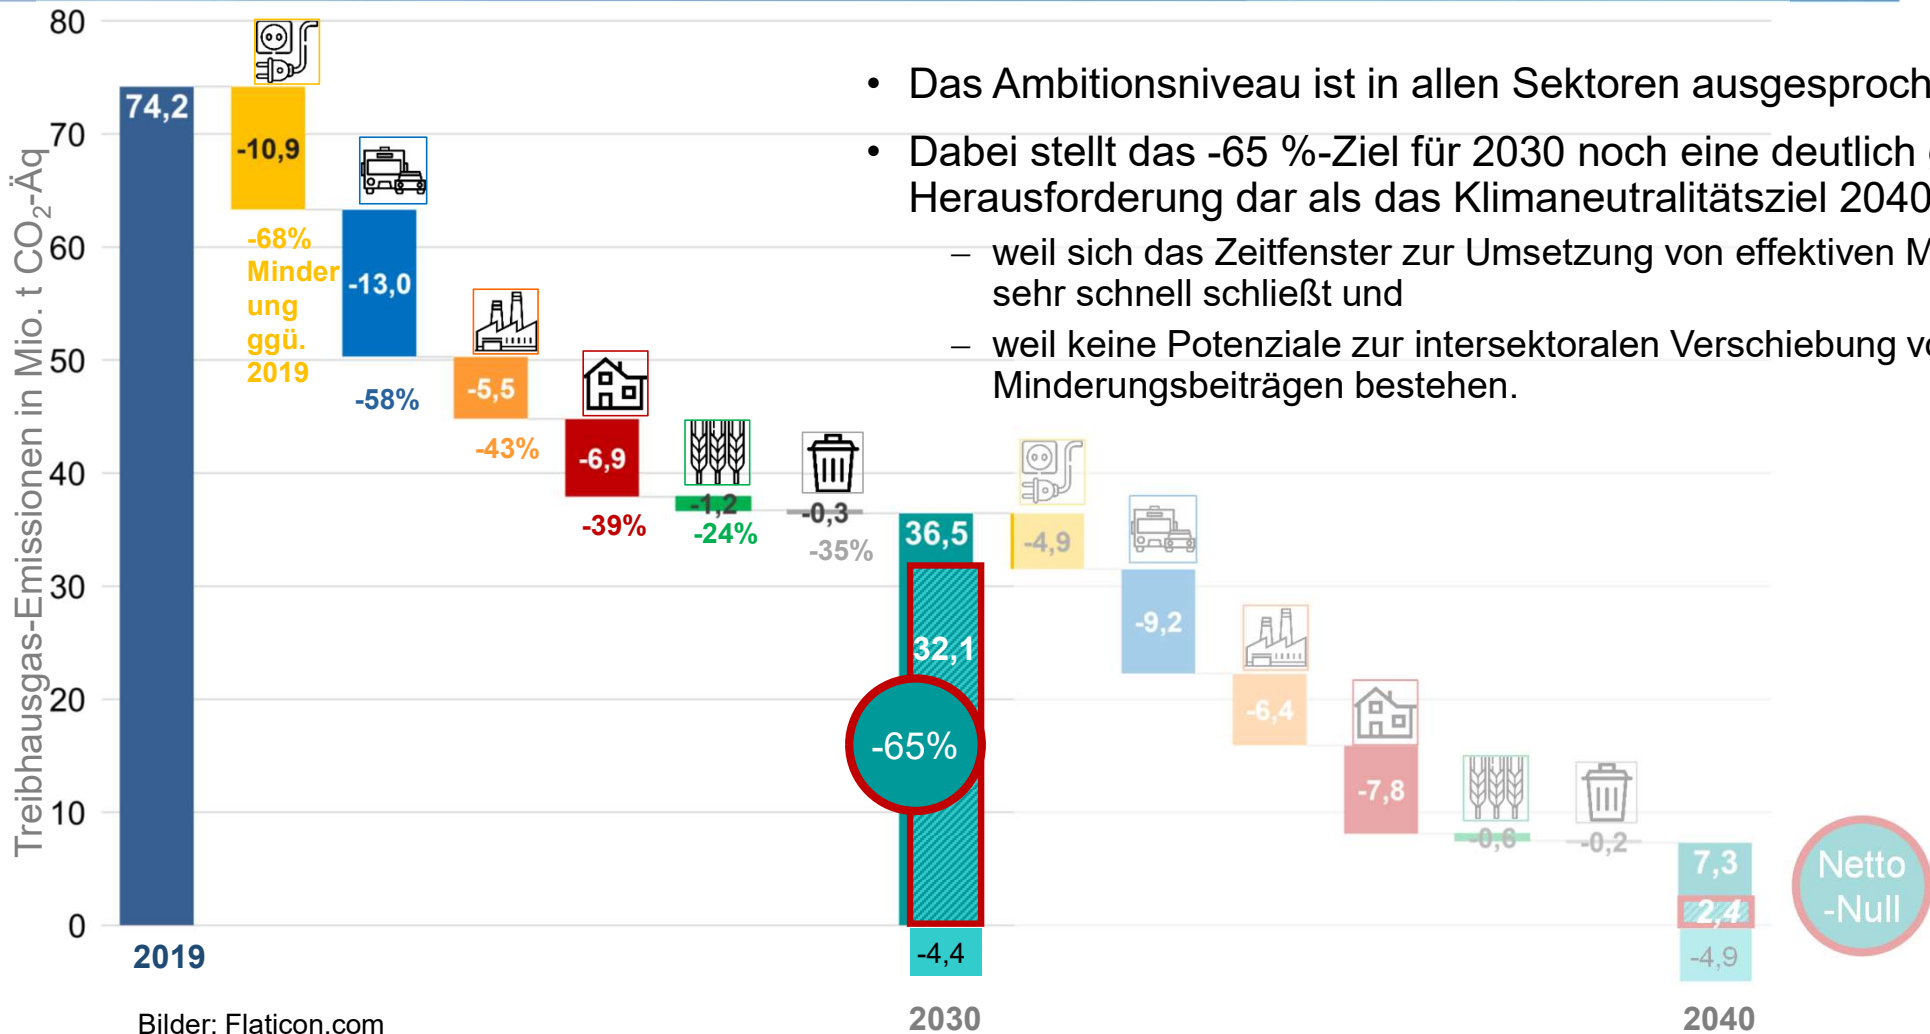 Treibhausgas-Emissionen in Mio. t CO₂-Äq
80
70
60
50
40
30
20
10
0
74,2
-10,9
-68%
Minder
ung
ggü.
2019
-13,0
-58%
-5,5
-43%
-6,9
-39%
-1,2
-24%
-0,3
-35%
36,5
32,1
-65%
-4,4
-4,9
-9,2
-6,4
-7,8
-0,6
-0,2
7,3
2,4
-4,9
Netto
-Null
• Das Ambitionsniveau ist in allen Sektoren ausgesproch
• Dabei stellt das -65 %-Ziel für 2030 noch eine deutlich
Herausforderung dar als das Klimaneutralitätsziel 2040
– weil sich das Zeitfenster zur Umsetzung von effektiven M
sehr schnell schließt und
– weil keine Potenziale zur intersektoralen Verschiebung vo
Minderungsbeiträgen bestehen.
2019
2030
2040
Bilder: Flaticon.com